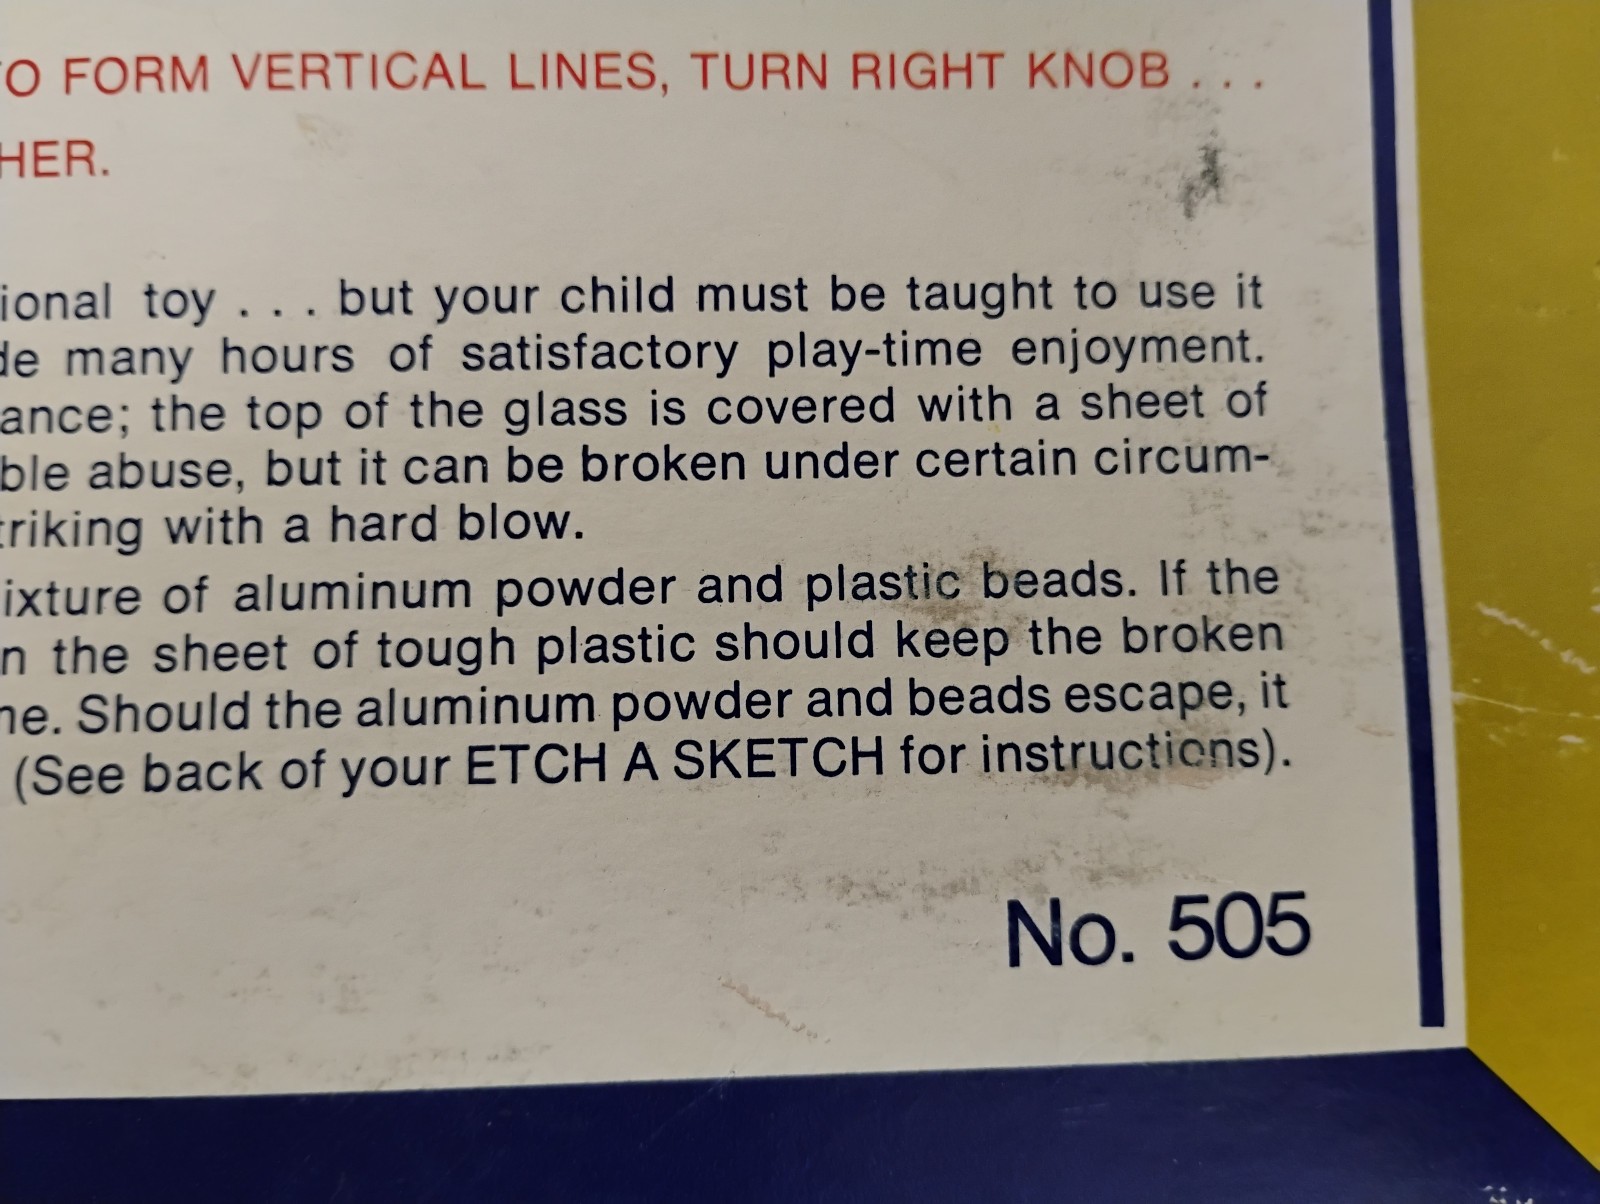 TO FORM VERTICAL LINES, TURN RIGHT KNOB . . .
HER.
ional toy . . . but your child must be taught to use it
de many hours of satisfactory play-time enjoyment.
ance; the top of the glass is covered with a sheet of
ble abuse, but it can be broken under certain circum-
triking with a hard blow.
ixture of aluminum powder and plastic beads. If the
n the sheet of tough plastic should keep the broken
ne. Should the aluminum powder and beads escape, it
(See back of your ETCH A SKETCH for instructions).
No. 505